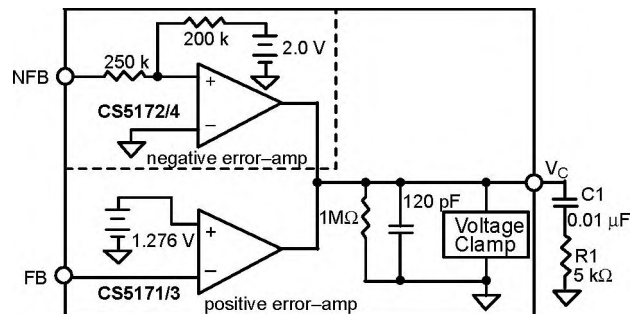 200 k
2.0 V
250 k
NFB
+
CS5172/4
−
negative error–amp
VC
C1
120 pF
0.01 μF
1MΩ
Voltage
Clamp
+
1.276 V
R1
5 kΩ
−
FB
CS5171/3
positive error–amp